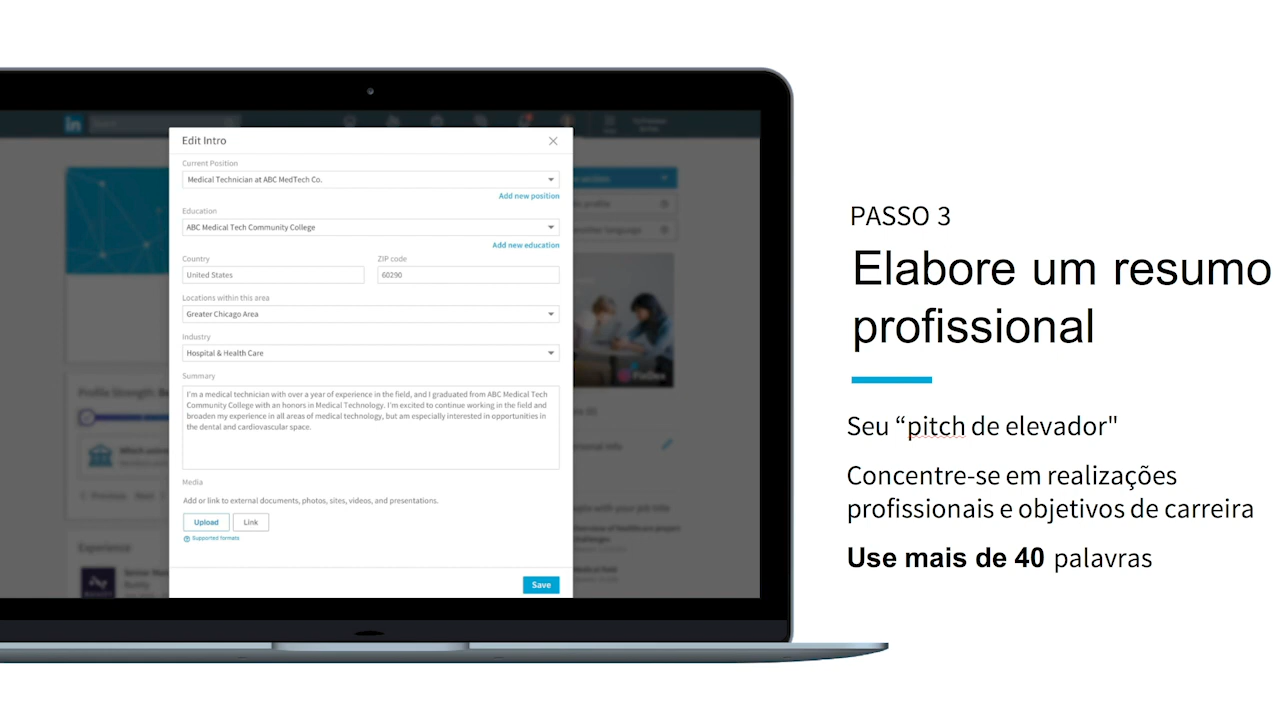 in
Edit Intro
Current Position
Medical Technician at ABC MedTech Co.
Add new position
Education
ABC Medical Tech Community College
Add new education
Country
ZIP code
United States
60290
Locations within this area
Greater Chicago Area
Industry
Hospital & Health Care
Summary
I'm a medical technician with over a year of experience in the field, and I graduated from ABC Medical Tech
Community College with an honors in Medical Technology. I'm excited to continue working in the field and
broaden my experience in all areas of medical technology, but am especially interested in opportunities in
the dental and cardiovascular space.
Media
Add or link to external documents, photos, sites, videos, and presentations.
Upload
Link
Supported formats
Save
Profile Strength:
Experience
PASSO 3
Elabore um resumo
profissional
Seu “pitch de elevador"
Concentre-se em realizações
profissionais e objetivos de carreira
Use mais de 40 palavras